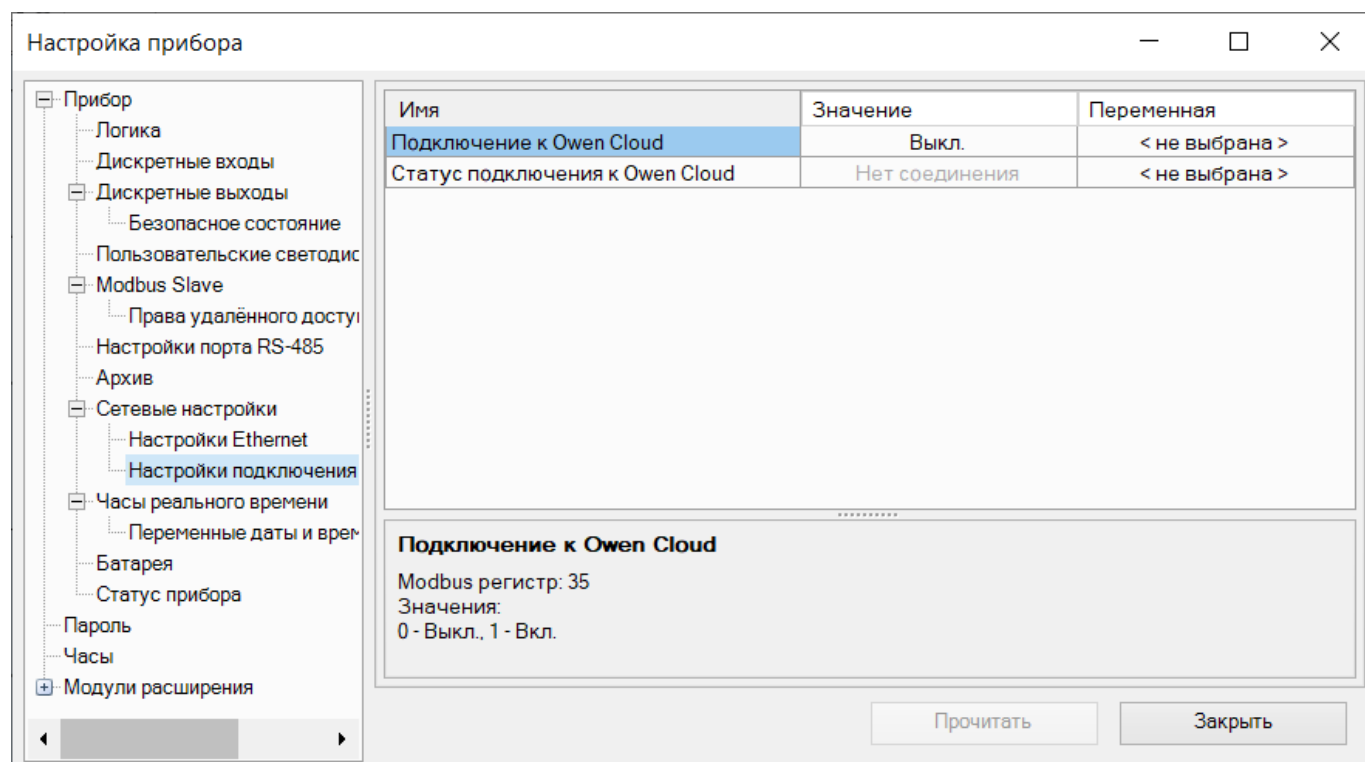 Настройка прибора
Прибор
Логика
Дискретные входы
Дискретные выходы
Безопасное состояние
Пользовательские светодис
Modbus Slave
Права удалённого досту
Настройки порта RS-485
Архив
Сетевые настройки
Настройки Ethernet
Настройки подключения
Часы реального времени
Переменные даты и врем
Батарея
Статус прибора
Пароль
Часы
Модули расширения
Имя Значение Переменная
Подключение к Owen Cloud Выкл. < не выбрана >
Статус подключения к Owen Cloud Нет соединения < не выбрана >
Подключение к Owen Cloud
Modbus регистр: 35
Значения:
0 - Выкл., 1 - Вкл.
Прочитать Закрыть